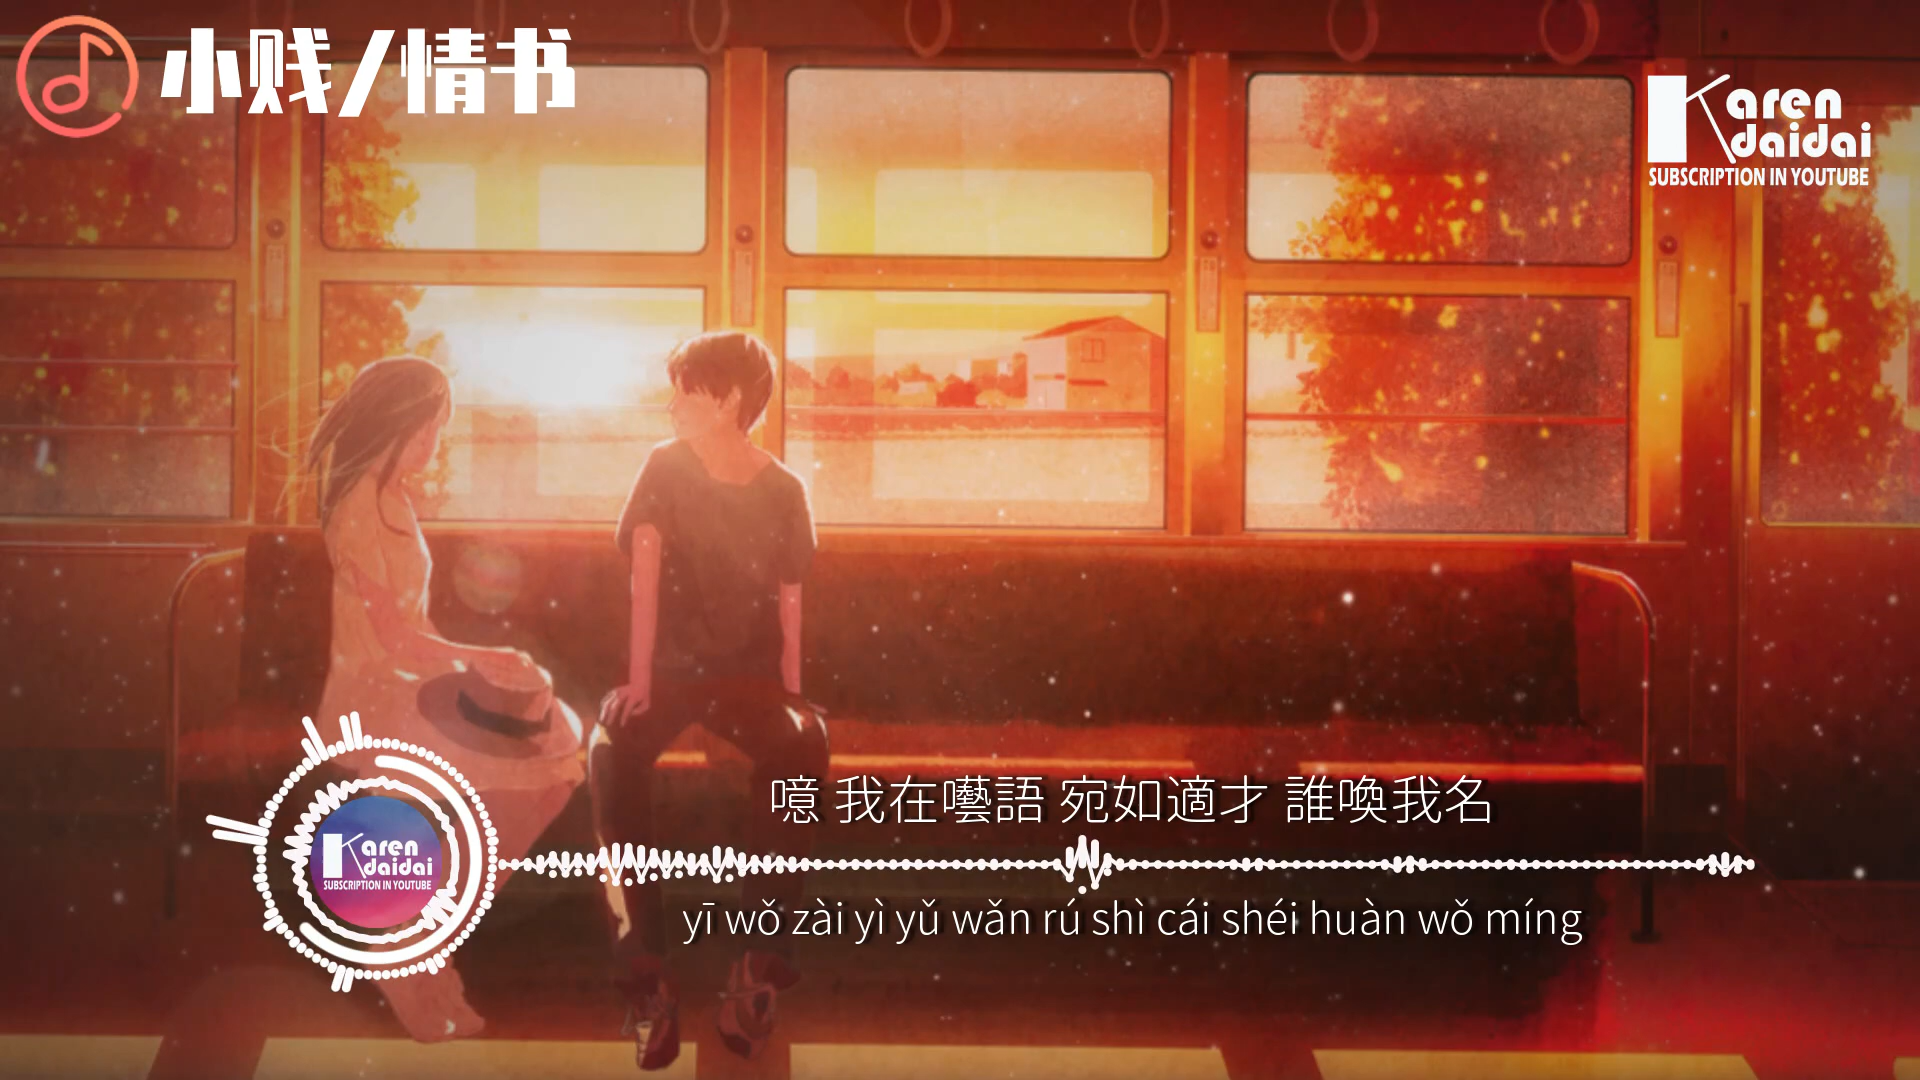 小贱/情书
Karen
daidai
SUBSCRIPTION IN YOUTUBE
噫 我在囈語 宛如適才 誰喚我名
Karen
daidai
SUBSCRIPTION IN YOUTUBE
yī wǒ zài yì yǔ wǎn rú shì cái shéi huàn wǒ míng